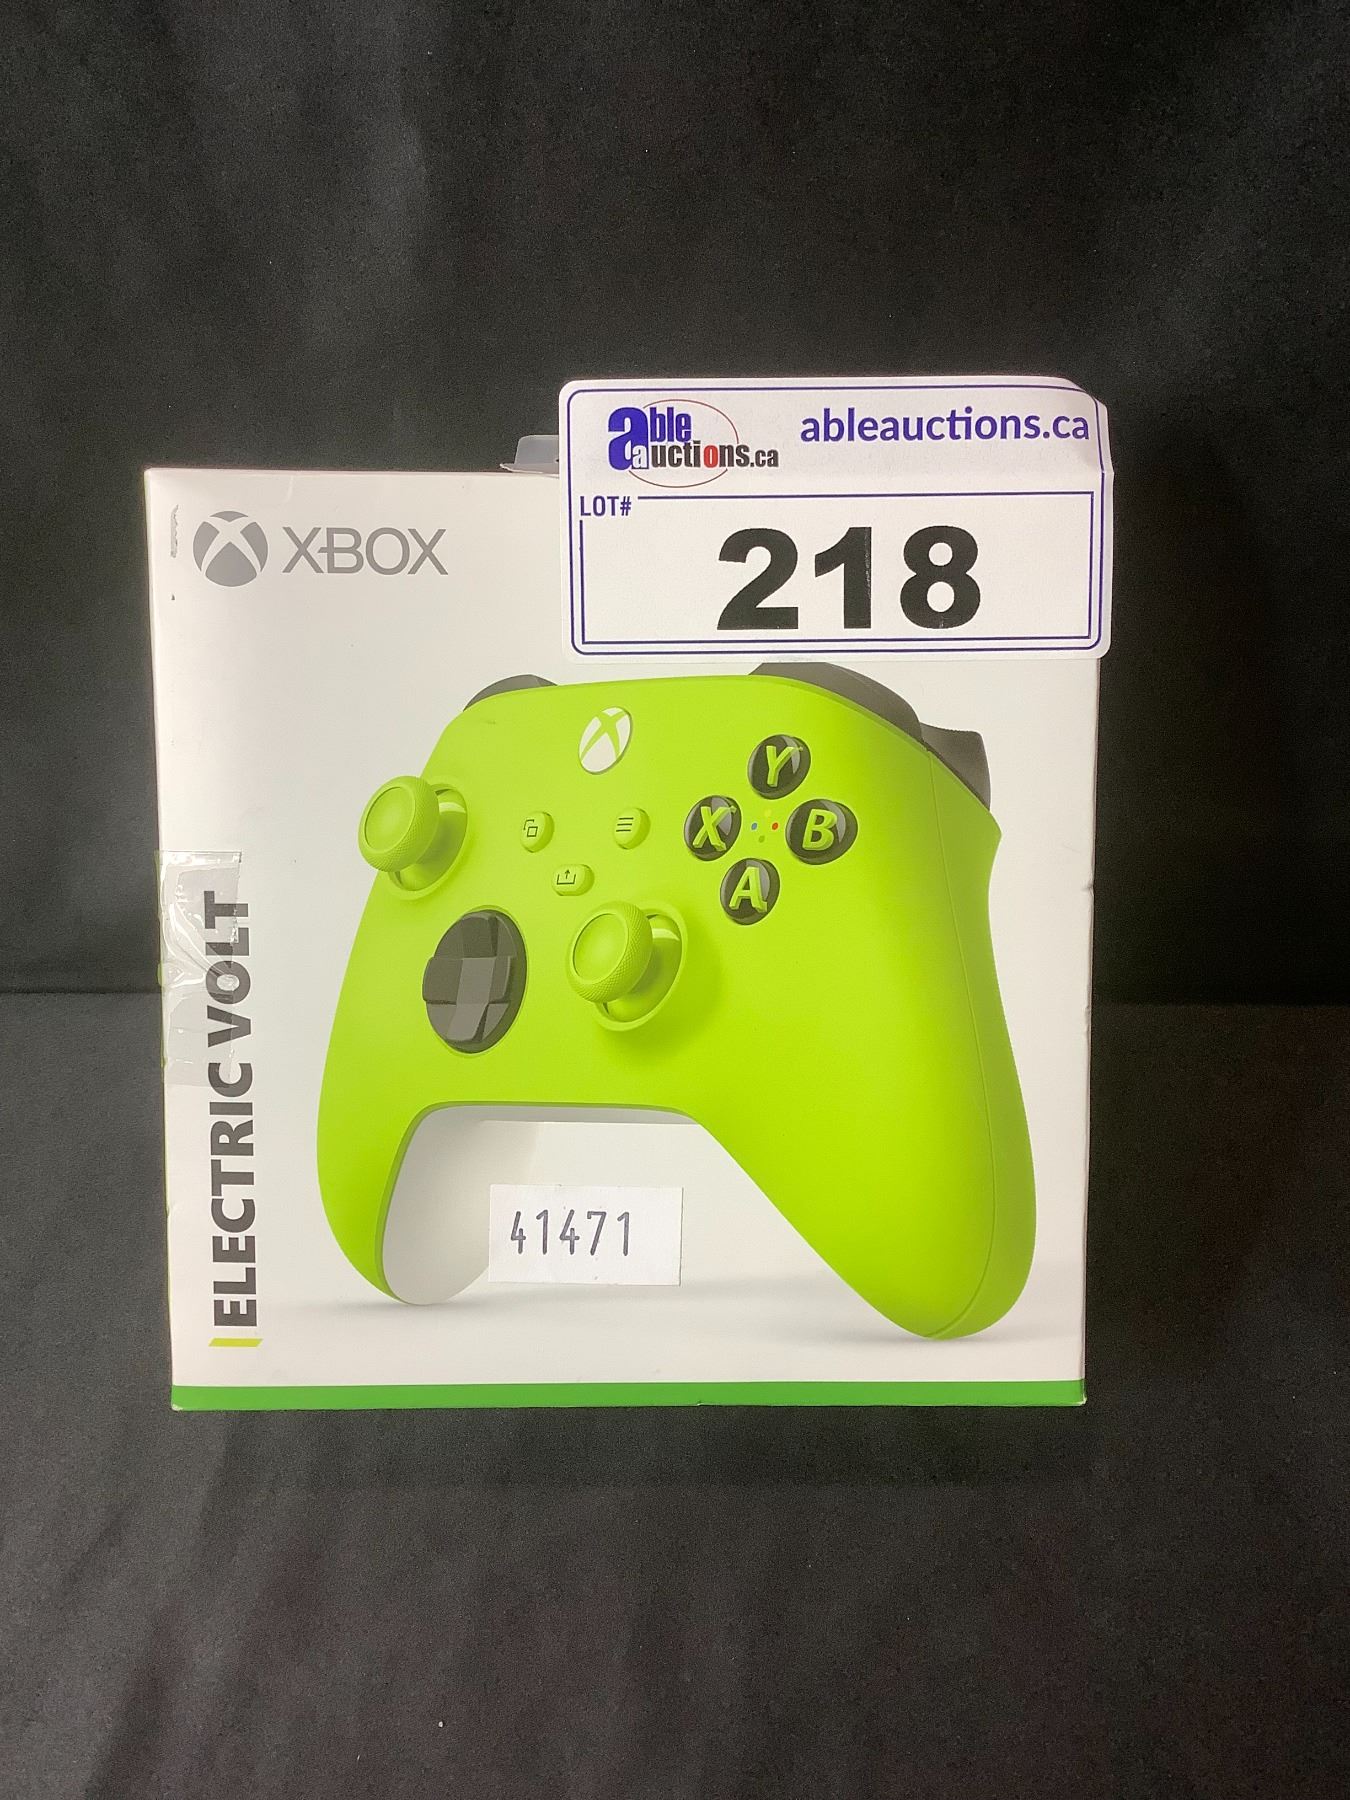 able
auctions.ca
ableauctions.ca
LOT#
218
XBOX
Y
X
B
A
ELECTRIC VOLT
41471